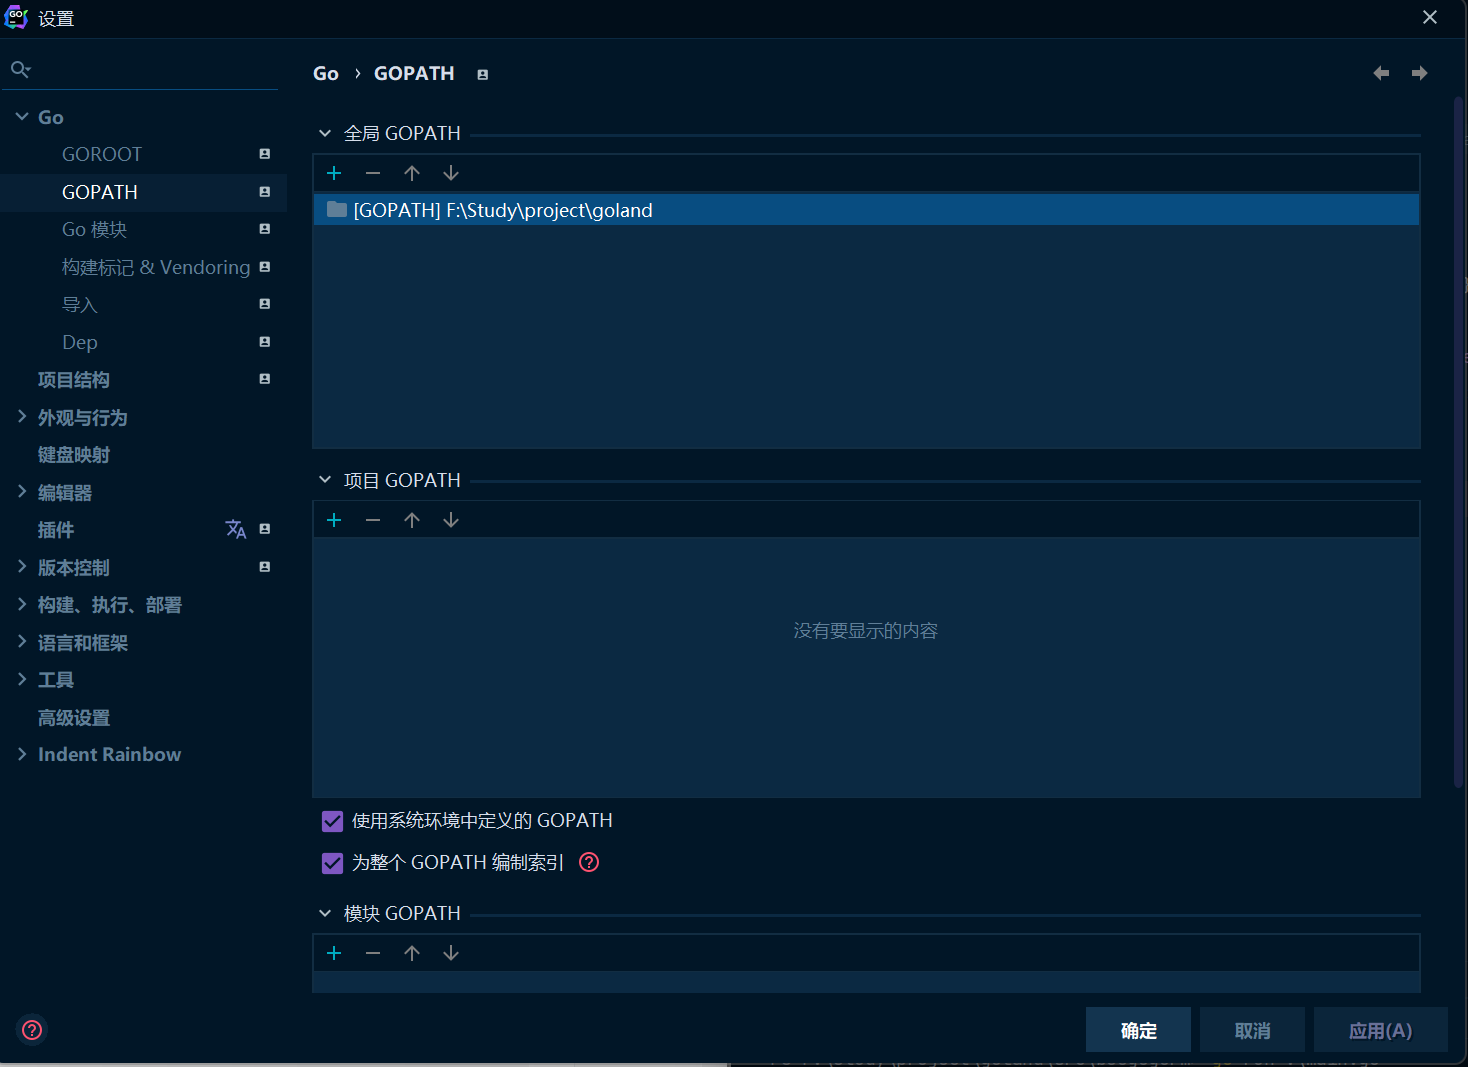 设置
Go
GOROOT
GOPATH
Go 模块
构建标记 & Vendoring
导入
Dep
项目结构
外观与行为
键盘映射
编辑器
插件
版本控制
构建、执行、部署
语言和框架
工具
高级设置
Indent Rainbow
Go › GOPATH
全局 GOPATH
[GOPATH] F:\Study\project\goland
项目 GOPATH
没有要显示的内容
使用系统环境中定义的 GOPATH
为整个 GOPATH 编制索引
模块 GOPATH
确定
取消
应用(A)